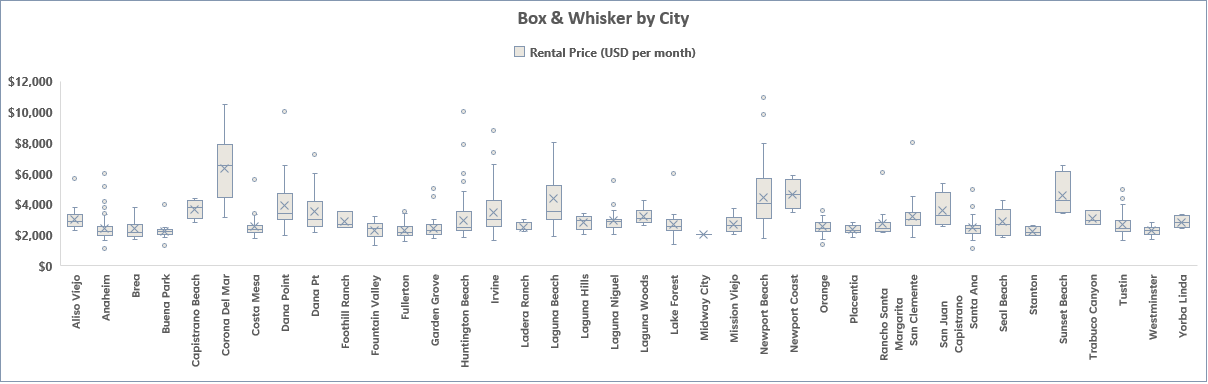 Box & Whisker by City
Rental Price (USD per month)
$12,000
$10,000
$8,000
$6,000
$4,000
$2,000
$0
Aliso Viejo
Anaheim
Brea
Buena Park
Capistrano Beach
Corona Del Mar
Costa Mesa
Dana Point
Dana Pt
Foothill Ranch
Fountain Valley
Fullerton
Garden Grove
Huntington Beach
Irvine
Ladera Ranch
Laguna Beach
Laguna Hills
Laguna Niguel
Laguna Woods
Lake Forest
Midway City
Mission Viejo
Newport Beach
Newport Coast
Orange
Placentia
Rancho Santa
Margarita
San Clemente
San Juan
Capistrano
Santa Ana
Seal Beach
Stanton
Sunset Beach
Trabuco Canyon
Tustin
Westminster
Yorba Linda